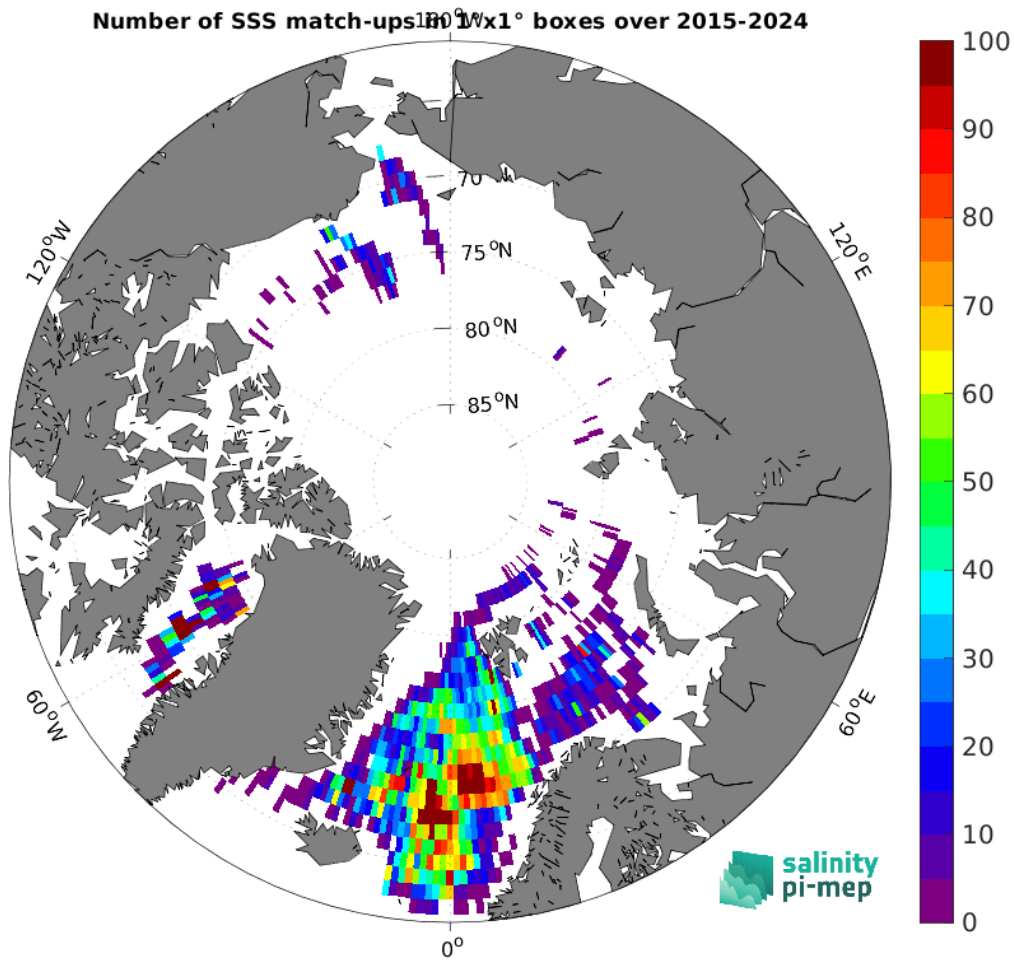 Number of SSS match-ups in 1°x1° boxes over 2015-2024
180°W
100
90
80
70
60
50
40
30
20
10
0
120°W
120°E
70°N
75°N
80°N
85°N
60°W
60°E
0°
salinity
pi-mep